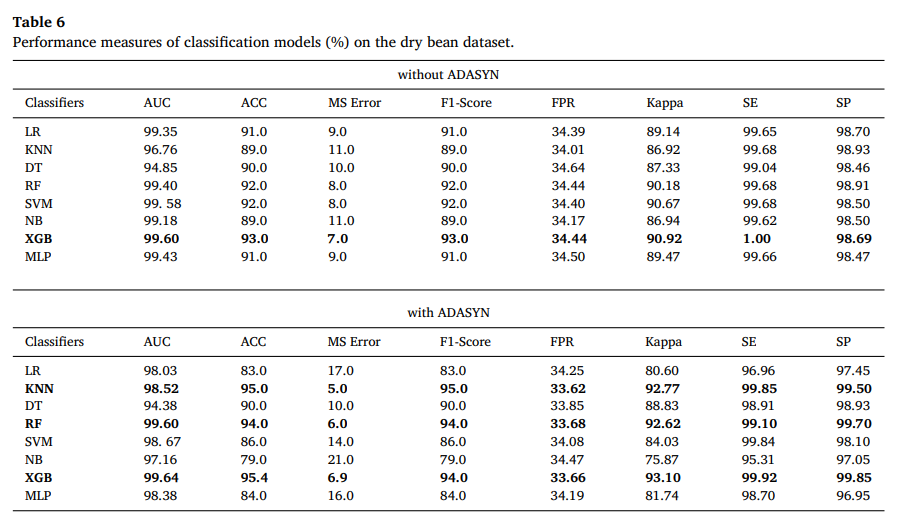 Table 6
Performance measures of classification models (%) on the dry bean dataset.
without ADASYN
Classifiers AUC ACC MS Error F1-Score FPR Kappa SE SP
LR 99.35 91.0 9.0 91.0 34.39 89.14 99.65 98.70
KNN 96.76 89.0 11.0 89.0 34.01 86.92 99.68 98.93
DT 94.85 90.0 10.0 90.0 34.64 87.33 99.04 98.46
RF 99.40 92.0 8.0 92.0 34.44 90.18 99.68 98.91
SVM 99. 58 92.0 8.0 92.0 34.40 90.67 99.68 98.50
NB 99.18 89.0 11.0 89.0 34.17 86.94 99.62 98.50
XGB 99.60 93.0 7.0 93.0 34.44 90.92 1.00 98.69
MLP 99.43 91.0 9.0 91.0 34.50 89.47 99.66 98.47
with ADASYN
Classifiers AUC ACC MS Error F1-Score FPR Kappa SE SP
LR 98.03 83.0 17.0 83.0 34.25 80.60 96.96 97.45
KNN 98.52 95.0 5.0 95.0 33.62 92.77 99.85 99.50
DT 94.38 90.0 10.0 90.0 33.85 88.83 98.91 98.93
RF 99.60 94.0 6.0 94.0 33.68 92.62 99.10 99.70
SVM 98. 67 86.0 14.0 86.0 34.08 84.03 99.84 98.10
NB 97.16 79.0 21.0 79.0 34.47 75.87 95.31 97.05
XGB 99.64 95.4 6.9 94.0 33.66 93.10 99.92 99.85
MLP 98.38 84.0 16.0 84.0 34.19 81.74 98.70 96.95